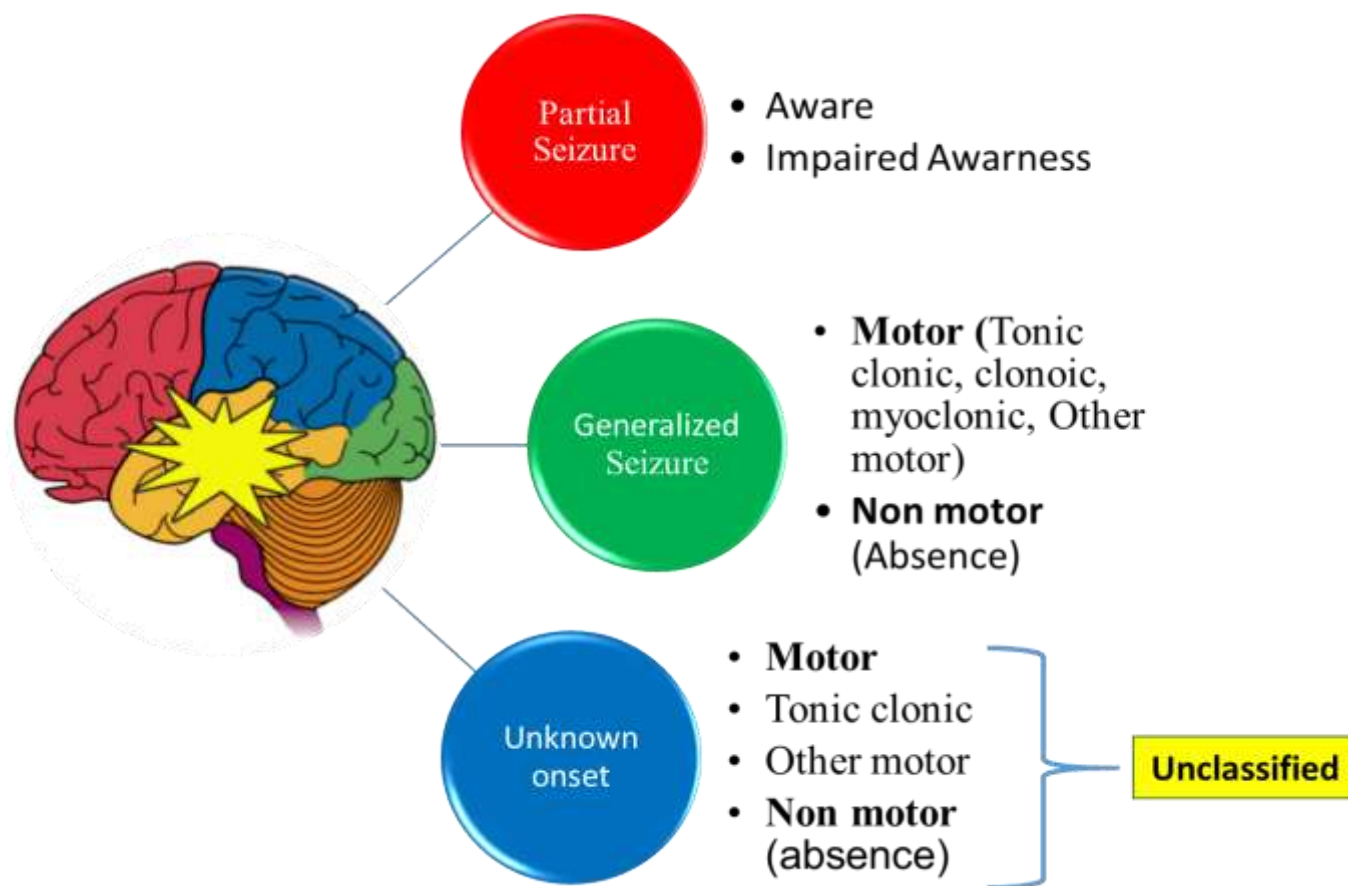 Partial
Seizure
• Aware
• Impaired Awarness
Generalized
Seizure
• Motor (Tonic
clonic, clonoic,
myoclonic, Other
motor)
• Non motor
(Absence)
Unknown
onset
• Motor
• Tonic clonic
• Other motor
• Non motor
(absence)
Unclassified